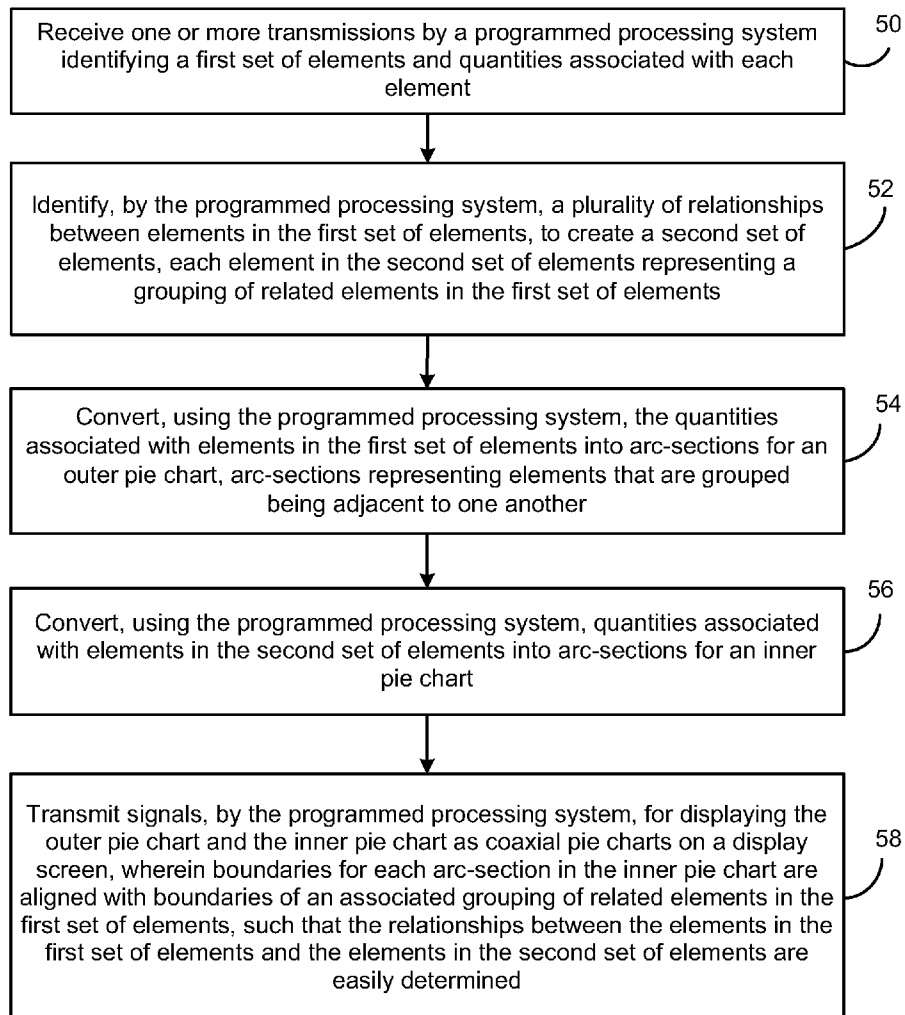 Receive one or more transmissions by a programmed processing system
identifying a first set of elements and quantities associated with each
element
50
Identify, by the programmed processing system, a plurality of relationships
between elements in the first set of elements, to create a second set of
elements, each element in the second set of elements representing a
grouping of related elements in the first set of elements
52
Convert, using the programmed processing system, the quantities
associated with elements in the first set of elements into arc-sections for an
outer pie chart, arc-sections representing elements that are grouped
being adjacent to one another
54
Convert, using the programmed processing system, quantities associated
with elements in the second set of elements into arc-sections for an inner
pie chart
56
Transmit signals, by the programmed processing system, for displaying the
outer pie chart and the inner pie chart as coaxial pie charts on a display
screen, wherein boundaries for each arc-section in the inner pie chart are
aligned with boundaries of an associated grouping of related elements in the
first set of elements, such that the relationships between the elements in the
first set of elements and the elements in the second set of elements are
easily determined
58